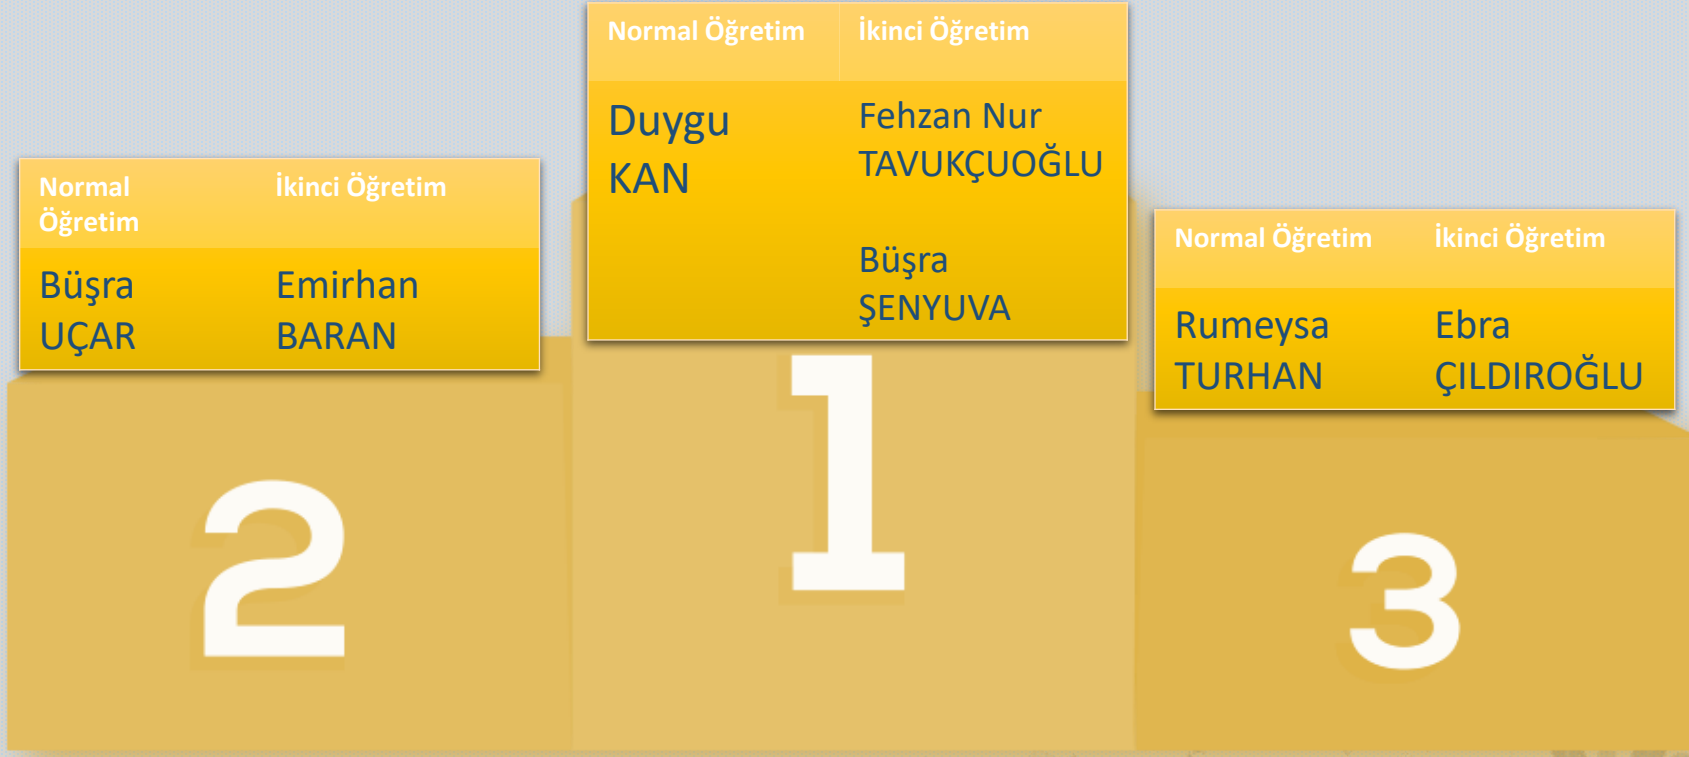 Normal Öğretim İkinci Öğretim
Duygu
KAN
Fehzan Nur
TAVUKÇUOĞLU
Büşra
ŞENYUVA
Normal
Öğretim
İkinci Öğretim
Büşra
UÇAR
Emirhan
BARAN
Normal Öğretim İkinci Öğretim
Rumeysa
TURHAN
Ebra
ÇILDIROĞLU
2
1
3